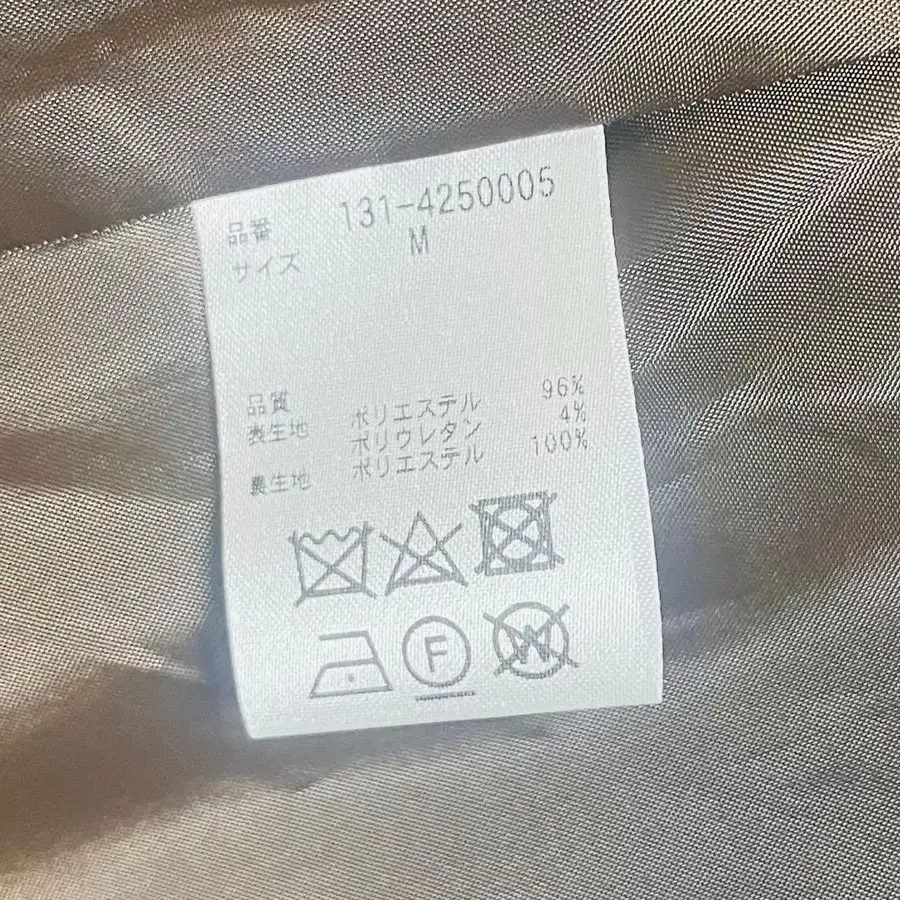 品番 131-4250005
サイズ M
品質
表生地 ポリエステル 96%
ポリウレタン 4%
裏生地 ポリエステル 100%
F
W